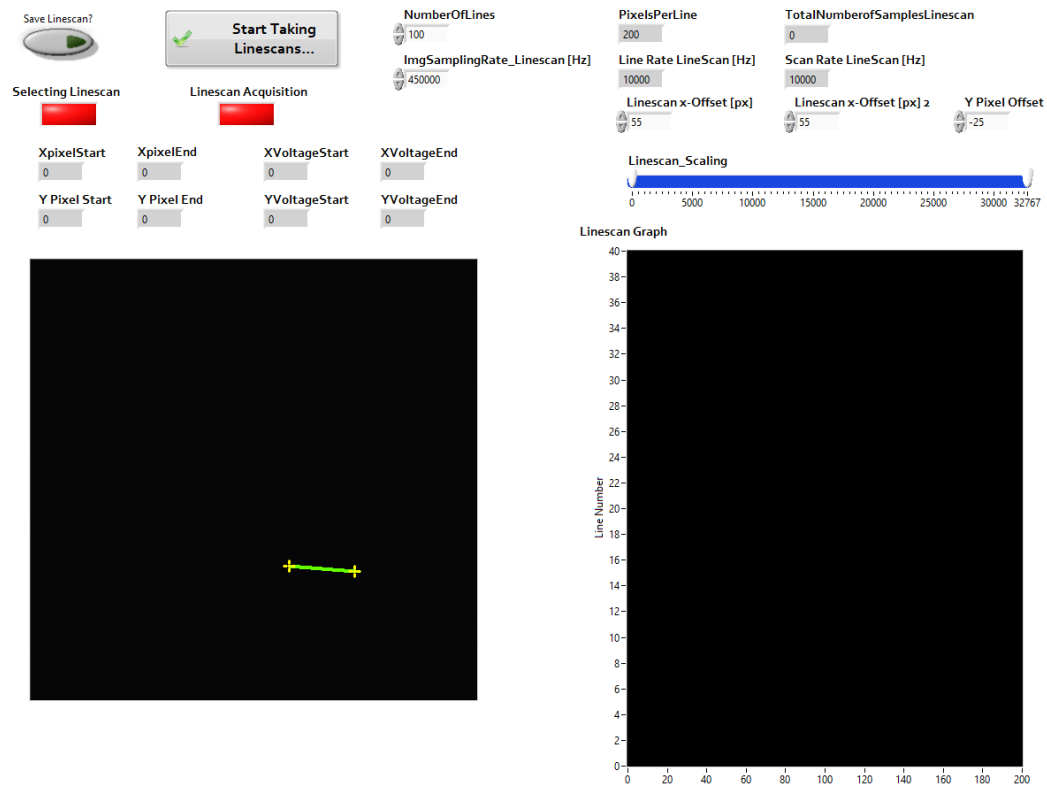 Save Linescan?
Start Taking
Linescans...
NumberOfLines
100
ImgSamplingRate_Linescan [Hz]
450000
PixelsPerLine
200
TotalNumberofSamplesLinescan
0
Line Rate LineScan [Hz]
10000
Scan Rate LineScan [Hz]
10000
Linescan x-Offset [px]
55
Linescan x-Offset [px] 2
55
Y Pixel Offset
-25
Selecting Linescan
Linescan Acquisition
XpixelStart
0
XpixelEnd
0
XVoltageStart
0
XVoltageEnd
0
Y Pixel Start
0
Y Pixel End
0
YVoltageStart
0
YVoltageEnd
0
Linescan_Scaling
0 5000 10000 15000 20000 25000 30000 32767
Linescan Graph
40
38
36
34
32
30
28
26
24
22
20
18
16
14
12
10
8
6
4
2
0
Line Number
0 20 40 60 80 100 120 140 160 180 200